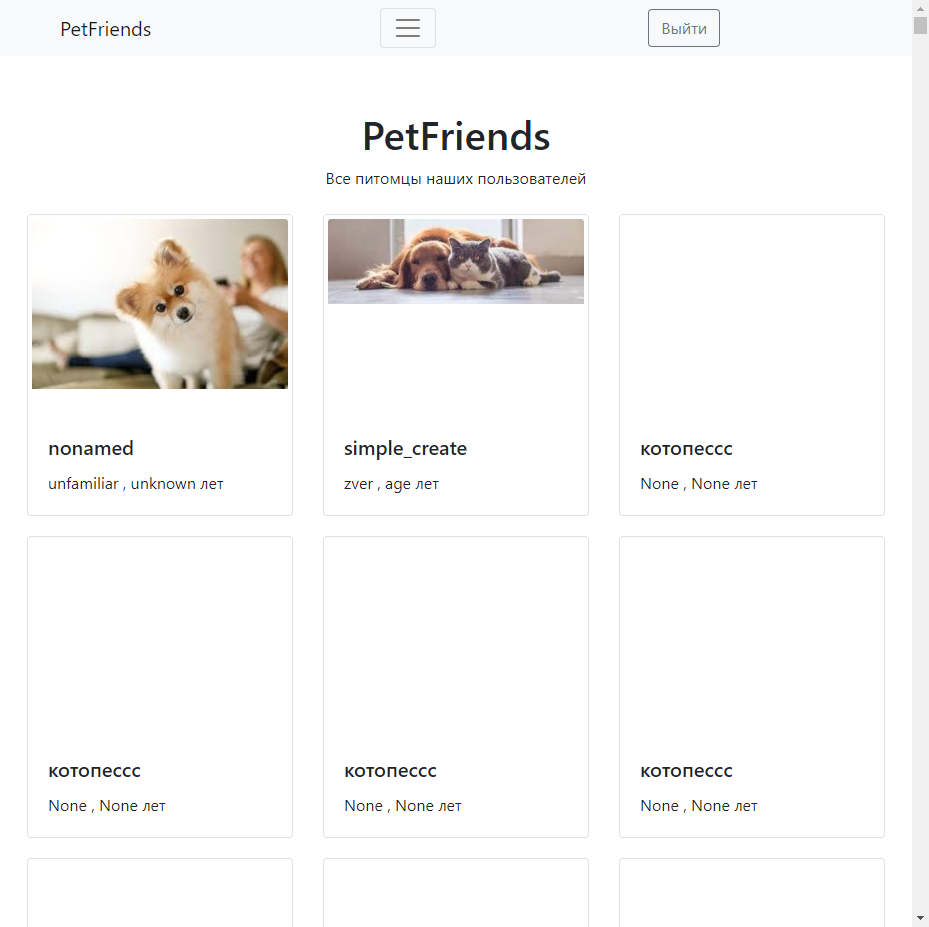 PetFriends
Выйти
PetFriends
Все питомцы наших пользователей
nonamed
unfamiliar , unknown лет
simple_create
zver , age лет
котопессс
None , None лет
котопессс
None , None лет
котопессс
None , None лет
котопессс
None , None лет